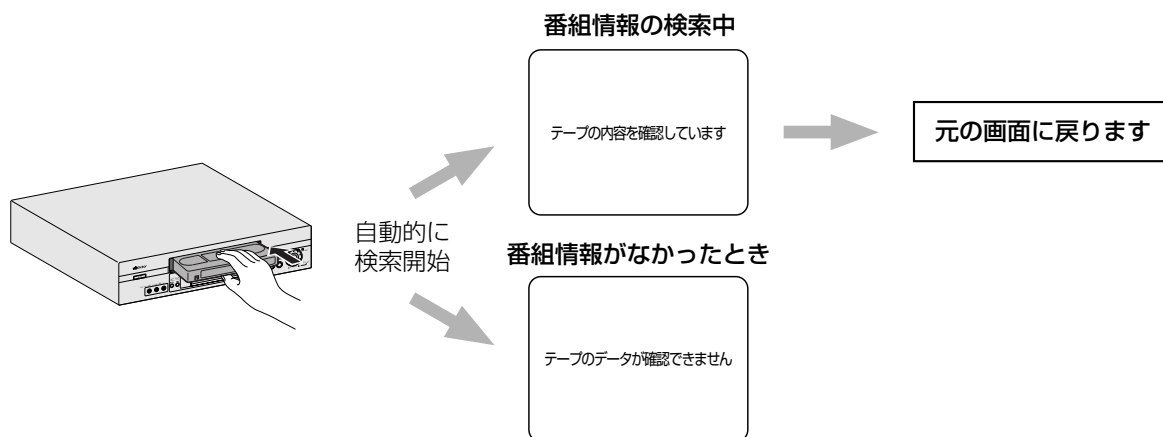 番組情報の検索中
テープの内容を確認しています
元の画面に戻ります
自動的に
検索開始
番組情報がなかったとき
テープのデータが確認できません